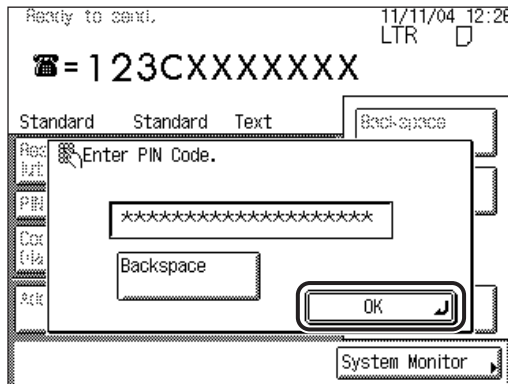 Ready to send. 11/11/04 12:26
LTR
☎=123CXXXXXXX
Standard Standard Text Backspace
Enter PIN Code.
PIN
********************
Backspace
OK
System Monitor